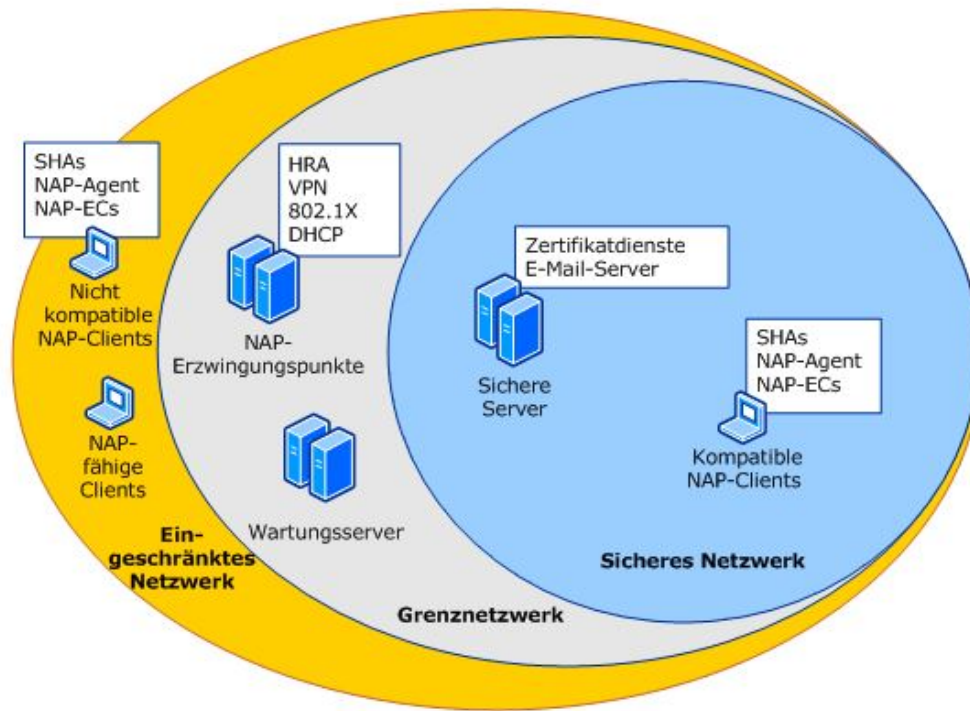 SHAs
NAP-Agent
NAP-ECs
Nicht
kompatible
NAP-Clients
NAP-
fähige
Clients
Ein-
geschränktes
Netzwerk
HRA
VPN
802.1X
DHCP
NAP-
Erzwingungspunkte
Wartungsserver
Grenznetzwerk
Zertifikatdienste
E-Mail-Server
Sichere
Server
SHAs
NAP-Agent
NAP-ECs
Kompatible
NAP-Clients
Sicheres Netzwerk